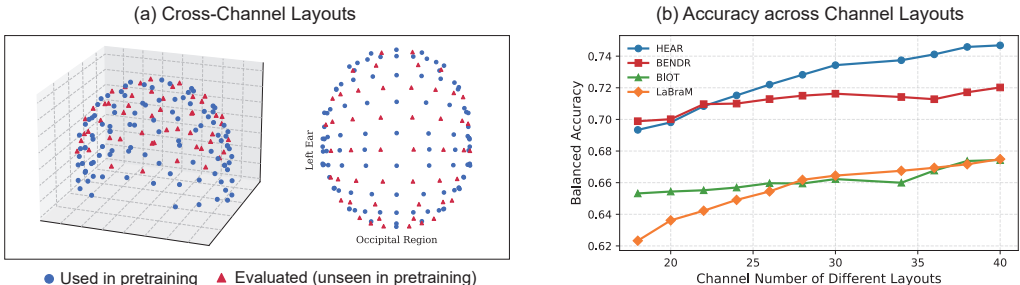 (a) Cross-Channel Layouts
Left Ear
Occipital Region
Used in pretraining
Evaluated (unseen in pretraining)
(b) Accuracy across Channel Layouts
HEAR
BENDR
BIOT
LaBraM
Balanced Accuracy
0.74
0.72
0.70
0.68
0.66
0.64
0.62
20
25
30
35
40
Channel Number of Different Layouts